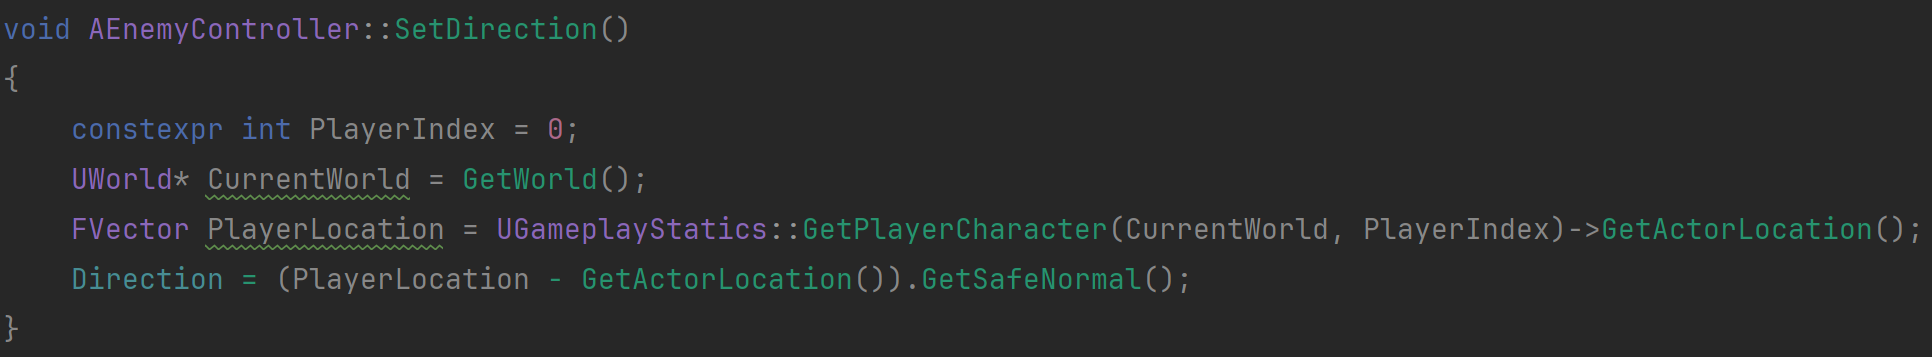 void AEnemyController::SetDirection()
{
    constexpr int PlayerIndex = 0;
    UWorld* CurrentWorld = GetWorld();
    FVector PlayerLocation = UGameplayStatics::GetPlayerCharacter(CurrentWorld, PlayerIndex)->GetActorLocation();
    Direction = (PlayerLocation - GetActorLocation()).GetSafeNormal();
}